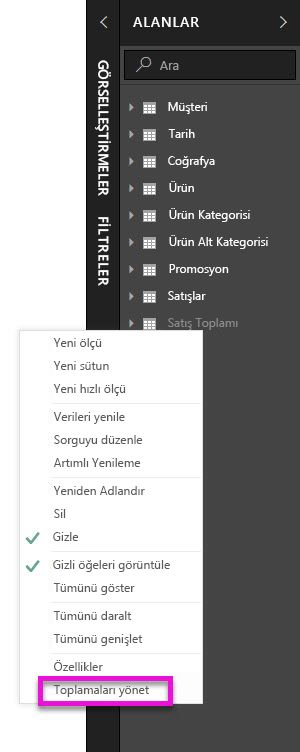 ALANLAR
GÖRSELLEŞTİRMELER
FİLTRELER
Ara
Müşteri
Tarih
Coğrafya
Ürün
Ürün Kategorisi
Ürün Alt Kategorisi
Promosyon
Satışlar
Satış Toplamı
Yeni ölçü
Yeni sütun
Yeni hızlı ölçü
Verileri yenile
Sorguyu düzenle
Artımlı Yenileme
Yeniden Adlandır
Sil
Gizle
Gizli öğeleri görüntüle
Tümünü göster
Tümünü daralt
Tümünü genişlet
Özellikler
Toplamaları yönet